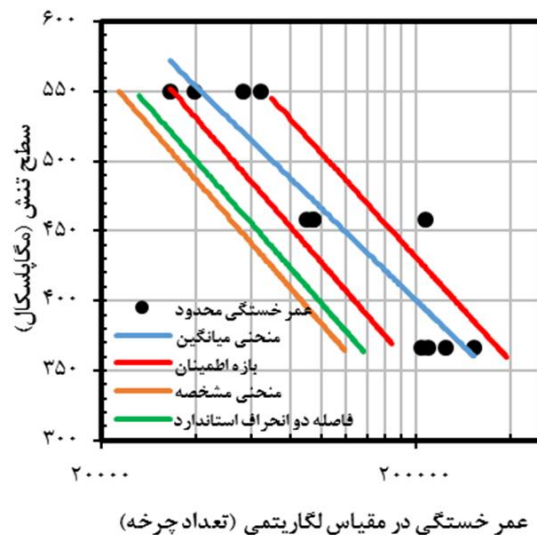 ۶۰۰
۵۵۰
۵۰۰
۴۵۰
۴۰۰
۳۵۰
۳۰۰
سطح تنش (مگاپاسکال)
عمر خستگی محدود
منحنی میانگین
بازه اطمینان
منحنی مشخصه
فاصله دو انحراف استاندارد
۲۰۰۰۰
۲۰۰۰۰۰
عمر خستگی در مقیاس لگاریتمی (تعداد چرخه)